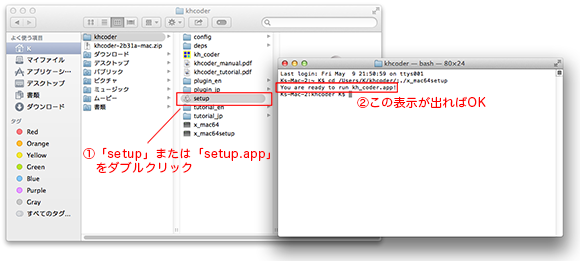 khcoder
よく使う項目
K
マイファイル
アプリケーシ...
デスクトップ
書類
タグ
Red
Orange
Yellow
Green
Blue
Purple
Gray
すべてのタグ...
khcoder
khcoder-2b31a-mac.zip
ダウンロード
デスクトップ
パブリック
ピクチャ
ミュージック
ムービー
書類
config
deps
kh_coder
khcoder_manual.pdf
khcoder_tutorial.pdf
plugin_en
plugin_jp
setup
tutorial_en
tutorial_jp
x_mac64
x_mac64setup
①「setup」または「setup.app」
をダブルクリック
khcoder — bash — 80×24
Last login: Fri May 9 21:50:59 on ttys001
Ks-Mac-2:~ K$ cd /Users/K/khcoder/;./x_mac64setup
You are ready to run kh_coder.app!
Ks-Mac-2:khcoder K$
②この表示が出ればOK